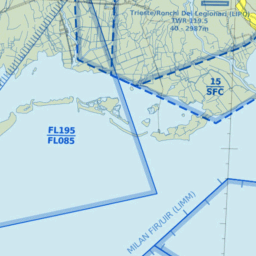 Trieste/Ronchi Dei Legionari (LIPQ)
TWR-119.5
40 - 2987m
15
SFC
FL195
FL085
MILAN FIR/UIR (LIMM)